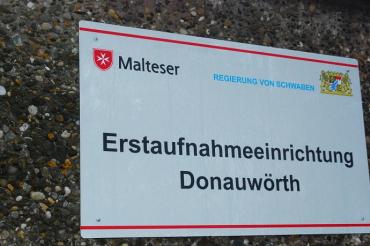 Malteser
REGIERUNG VON SCHWABEN
Erstaufnahmeeinrichtung
Donauwörth